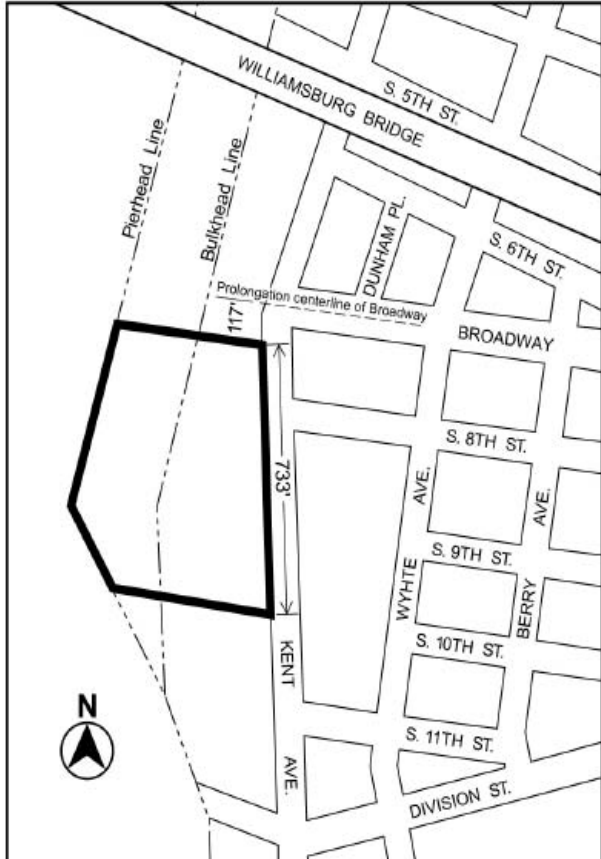 S. 5TH ST.
WILLIAMSBURG BRIDGE
Pierhead Line
Bulkhead Line
DUNHAM PL.
S. 6TH ST.
Prolongation centerline of Broadway
117'
BROADWAY
S. 8TH ST.
733'
AVE.
AVE.
S. 9TH ST.
WYHTE
BERRY
S. 10TH ST.
KENT
N
S. 11TH ST.
AVE.
DIVISION ST.